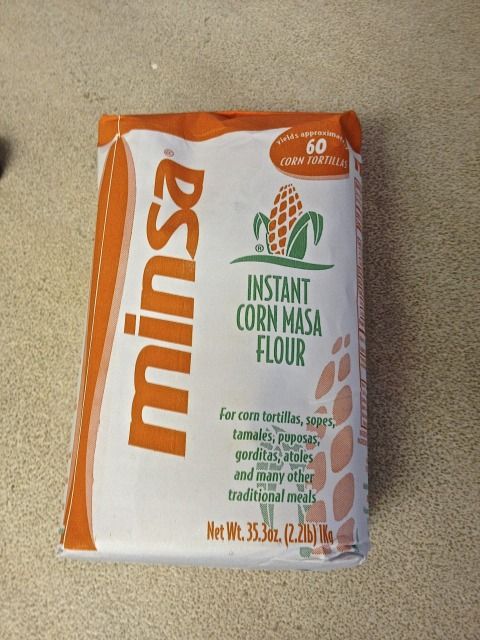 minsa®
Yields approximately
60
CORN TORTILLAS
®
INSTANT
CORN MASA
FLOUR
For corn tortillas, sopes,
tamales, puposas,
gorditas, atoles
and many other
traditional meals
Net Wt. 35.3oz. (2.2lb) 1Kg